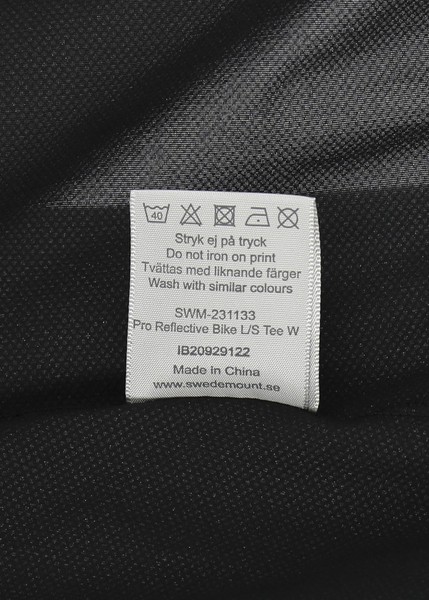 40
Stryk ej på tryck
Do not iron on print
Tvättas med liknande färger
Wash with similar colours
SWM-231133
Pro Reflective Bike L/S Tee W
IB20929122
Made in China
www.swedemount.se